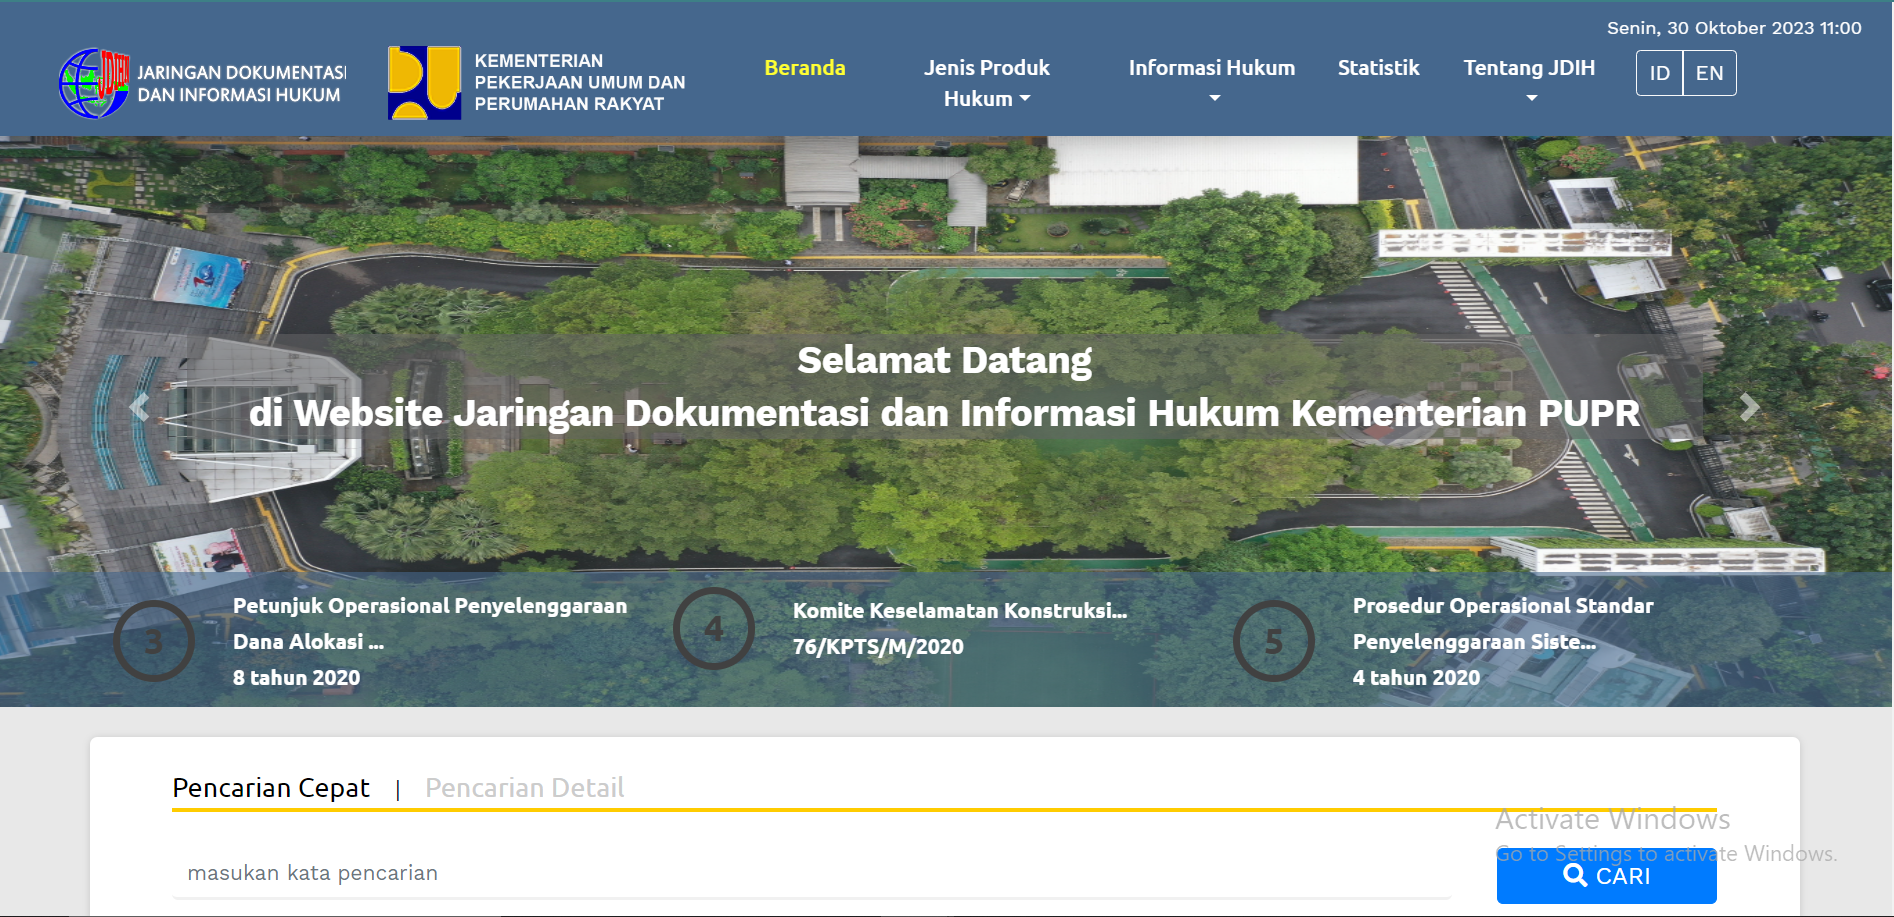 Senin, 30 Oktober 2023 11:00
JARINGAN DOKUMENTASI
DAN INFORMASI HUKUM
KEMENTERIAN
PEKERJAAN UMUM DAN
PERUMAHAN RAKYAT
Beranda
Jenis Produk
Hukum
Informasi Hukum
Statistik
Tentang JDIH
ID
EN
Selamat Datang
di Website Jaringan Dokumentasi dan Informasi Hukum Kementerian PUPR
3
Petunjuk Operasional Penyelenggaraan
Dana Alokasi ...
8 tahun 2020
4
Komite Keselamatan Konstruksi...
76/KPTS/M/2020
5
Prosedur Operasional Standar
Penyelenggaraan Siste...
4 tahun 2020
Pencarian Cepat | Pencarian Detail
masukan kata pencarian
CARI
Activate Windows
Go to Settings to activate Windows.